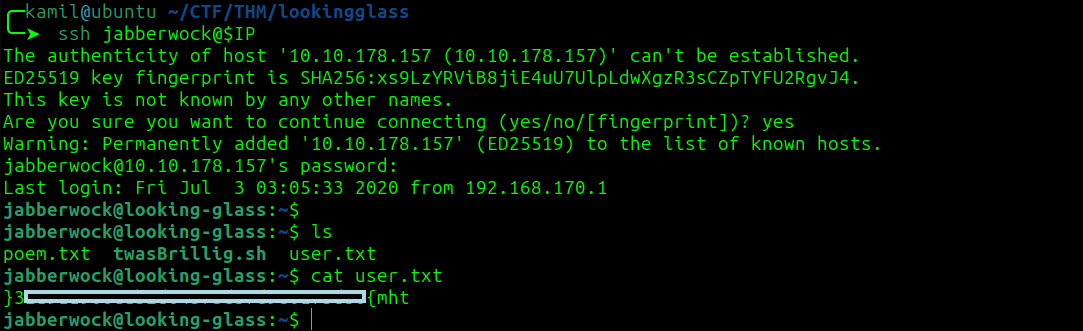 kamil@ubuntu ~/CTF/THM/lookingglass
➤ ssh jabberwock@$IP
The authenticity of host '10.10.178.157 (10.10.178.157)' can't be established.
ED25519 key fingerprint is SHA256:xs9LzYRViB8jiE4uU7UlpLdwXgzR3sCZpTYFU2RgvJ4.
This key is not known by any other names.
Are you sure you want to continue connecting (yes/no/[fingerprint])? yes
Warning: Permanently added '10.10.178.157' (ED25519) to the list of known hosts.
jabberwock@10.10.178.157's password:
Last login: Fri Jul  3 03:05:33 2020 from 192.168.170.1
jabberwock@looking-glass:~$
jabberwock@looking-glass:~$ ls
poem.txt  twasBrillig.sh  user.txt
jabberwock@looking-glass:~$ cat user.txt
}3 {mht
jabberwock@looking-glass:~$